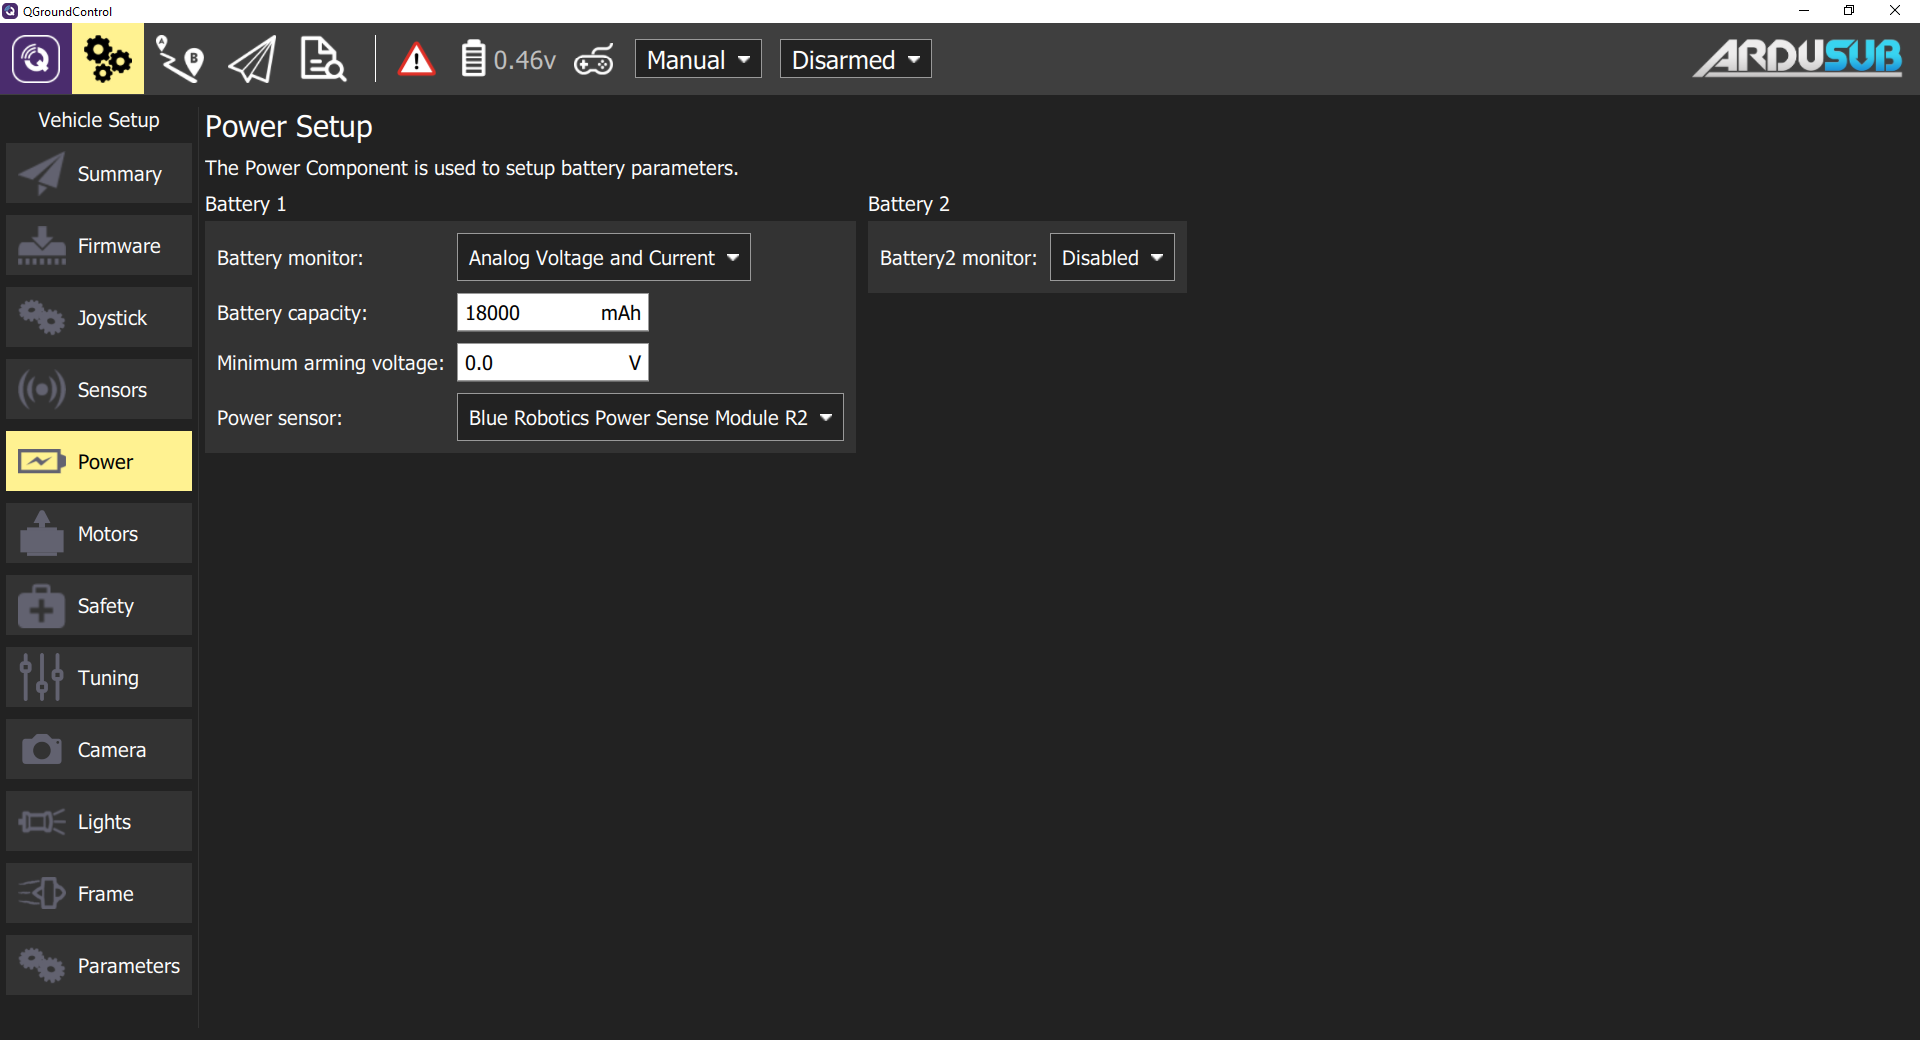 QGroundControl
0.46v
Manual
Disarmed
ARDUSUB
Vehicle Setup
Summary
Firmware
Joystick
Sensors
Power
Motors
Safety
Tuning
Camera
Lights
Frame
Parameters
Power Setup
The Power Component is used to setup battery parameters.
Battery 1
Battery monitor: Analog Voltage and Current
Battery capacity: 18000 mAh
Minimum arming voltage: 0.0 V
Power sensor: Blue Robotics Power Sense Module R2
Battery 2
Battery2 monitor: Disabled